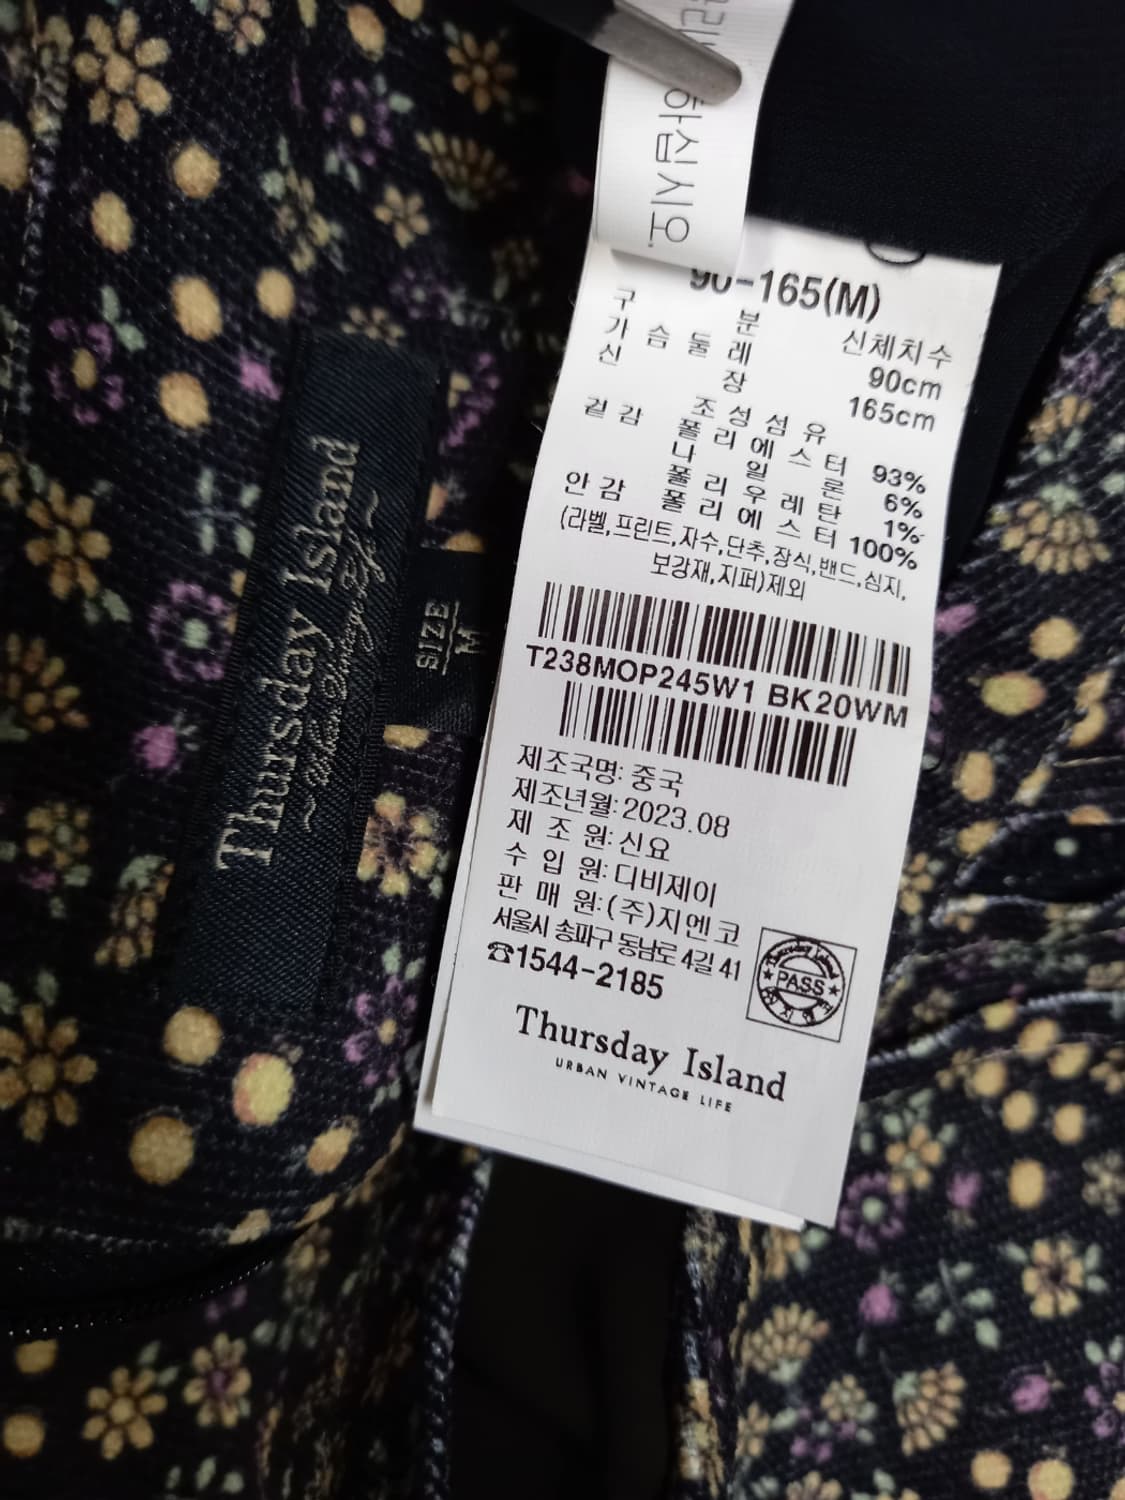 하십시오.
90-165(M)
구 분 신체치수
가 슴 둘 레 90cm
신 장 165cm
조 성 섬 유
겉 감 폴 리 에 스 터 93%
나 일 론 6%
폴 리 우 레 탄 1%
안 감 폴 리 에 스 터 100%
(라벨,프린트,자수,단추,장식,밴드,심지,
보강재,지퍼)제외
T238MOP245W1 BK20WM
제조국명: 중국
제조년월: 2023.08
제 조 원: 신요
수 입 원: 디비제이
판 매 원: (주)지엔코
서울시 송파구 동남로 4길 41
☎1544-2185
Thursday Island
PASS
Thursday Island
URBAN VINTAGE LIFE
Thursday Island
SIZE
M